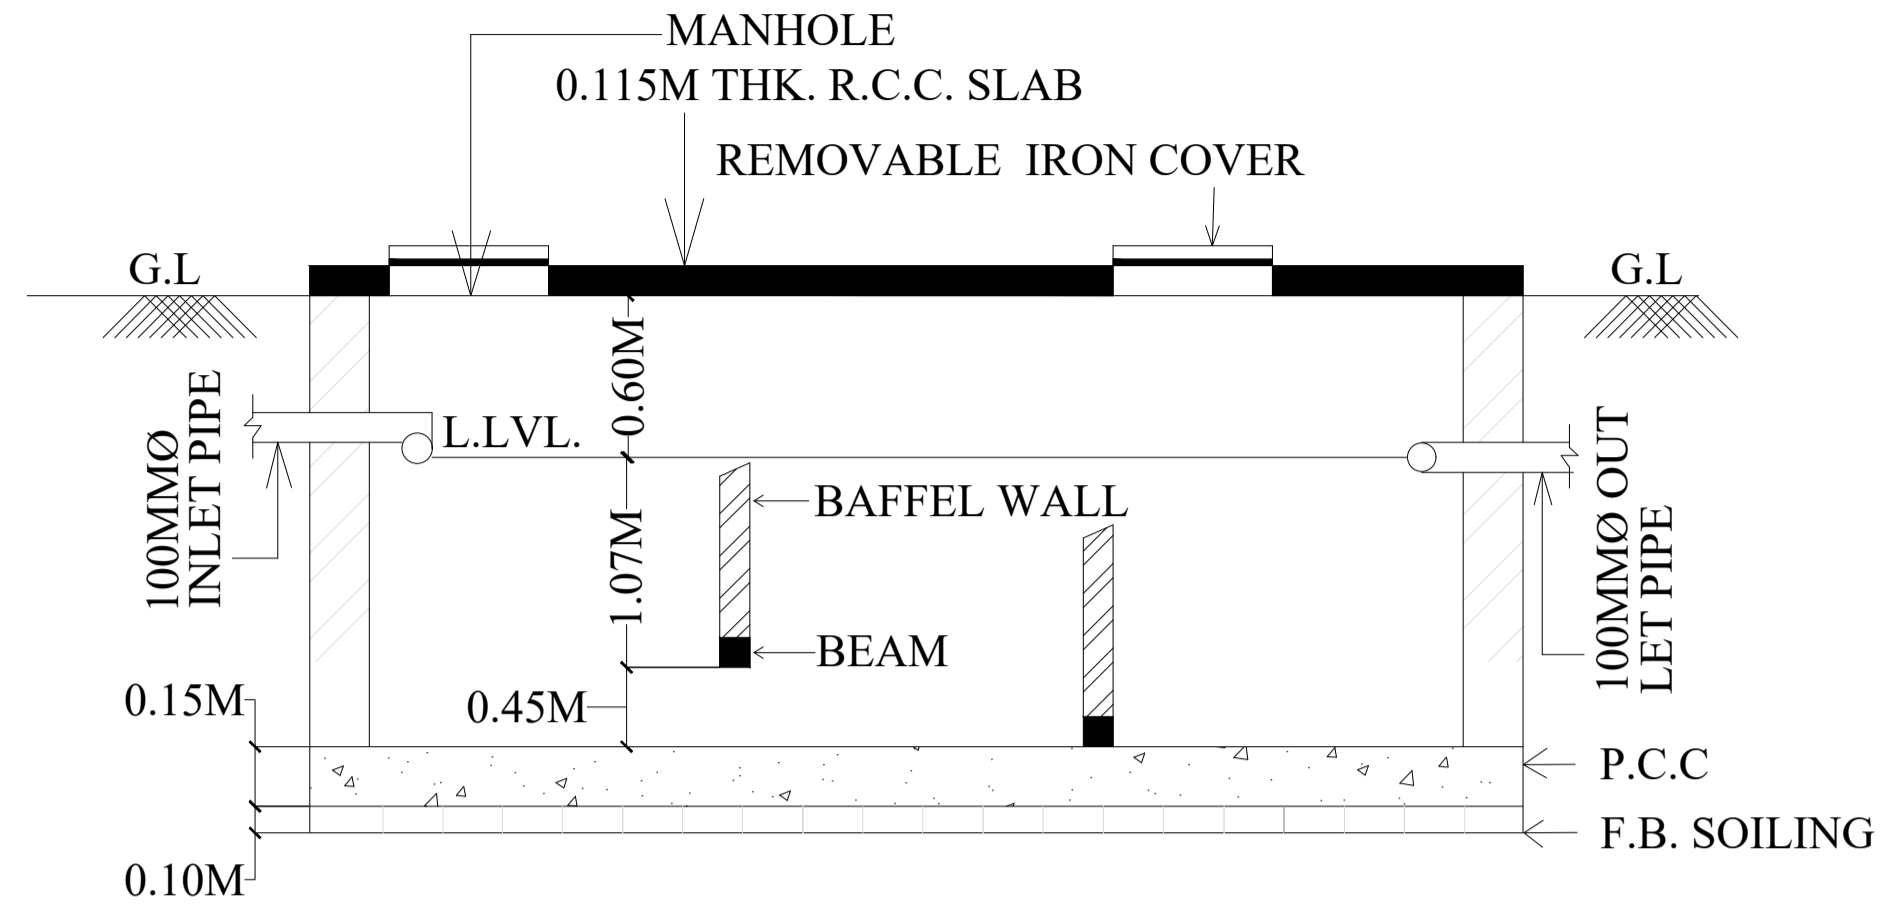 MANHOLE
0.115M THK. R.C.C. SLAB
REMOVABLE IRON COVER
G.L
G.L
0.60M
100MMØ
INLET PIPE
L.LVL.
BAFFEL WALL
1.07M
100MMØ OUT
LET PIPE
BEAM
0.15M
0.45M
P.C.C
F.B. SOILING
0.10M